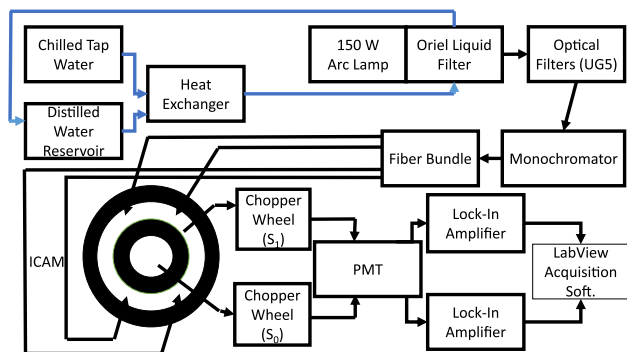 Chilled Tap
Water
150 W
Arc Lamp
Oriel Liquid
Filter
Optical
Filters (UG5)
Heat
Exchanger
Distilled
Water
Reservoir
Fiber Bundle
Monochromator
Chopper
Wheel
(S₁)
Lock-In
Amplifier
ICAM
PMT
LabView
Acquisition
Soft.
Chopper
Wheel
(S₀)
Lock-In
Amplifier